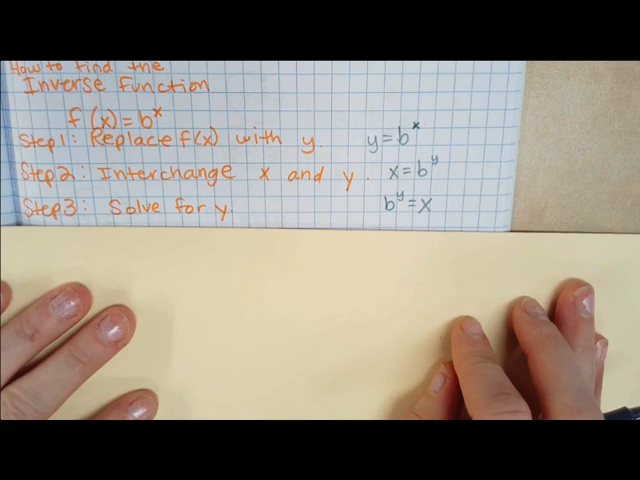 How to find the
Inverse Function
f(x) = b^x
Step 1: Replace f(x) with y. y = b^x
Step 2: Interchange x and y. x = b^y
Step 3: Solve for y b^y = x